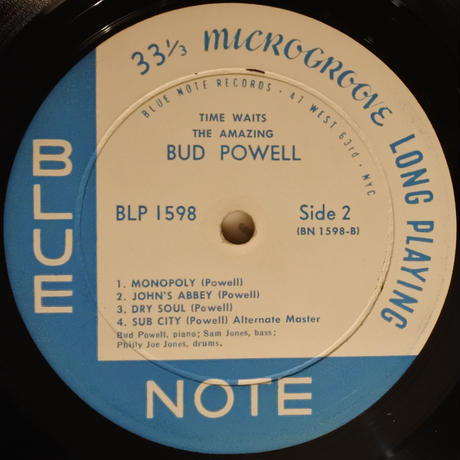 33⅓ MICROGROOVE LONG PLAYING
BLUE NOTE RECORDS · 47 WEST 63rd · NYC
TIME WAITS
THE AMAZING
BUD POWELL
BLP 1598
Side 2
(BN 1598-B)
1. MONOPOLY (Powell)
2. JOHN'S ABBEY (Powell)
3. DRY SOUL (Powell)
4. SUB CITY (Powell) Alternate Master
Bud Powell, piano; Sam Jones, bass;
Philly Joe Jones, drums.
BLUE
NOTE